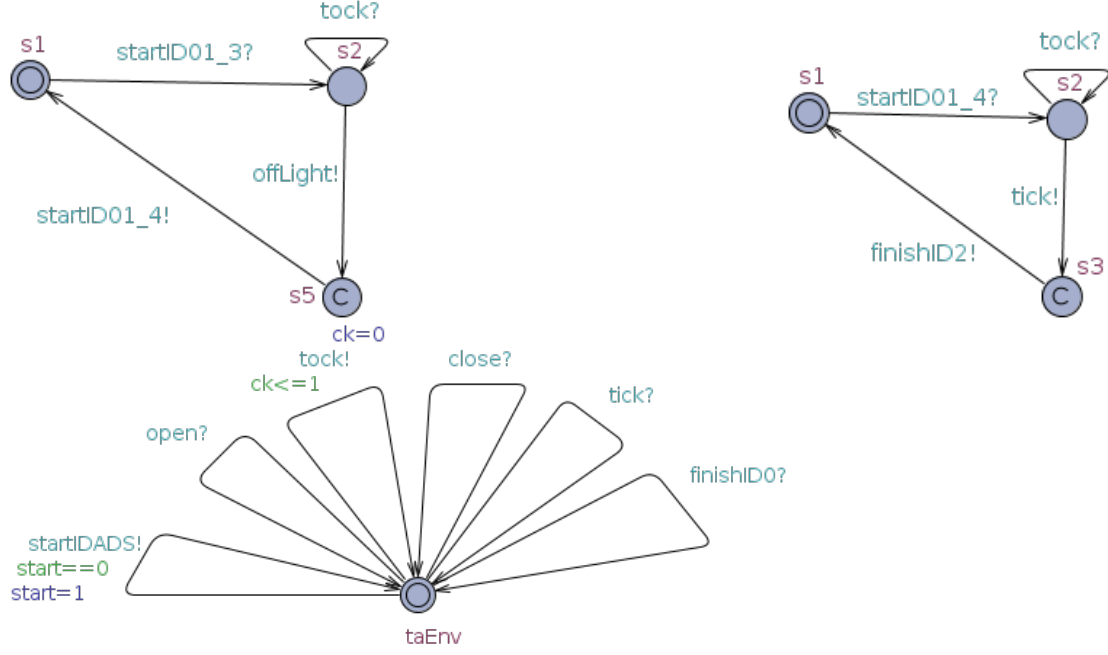 tock?
s1
startID01_3?
s2
offLight!
startID01_4!
s5
C
tock?
s1
s2
startID01_4?
tick!
finishID2!
s3
C
ck=0
tock!
ck<=1
close?
tick?
open?
finishID0?
startIDADS!
start==0
start=1
taEnv